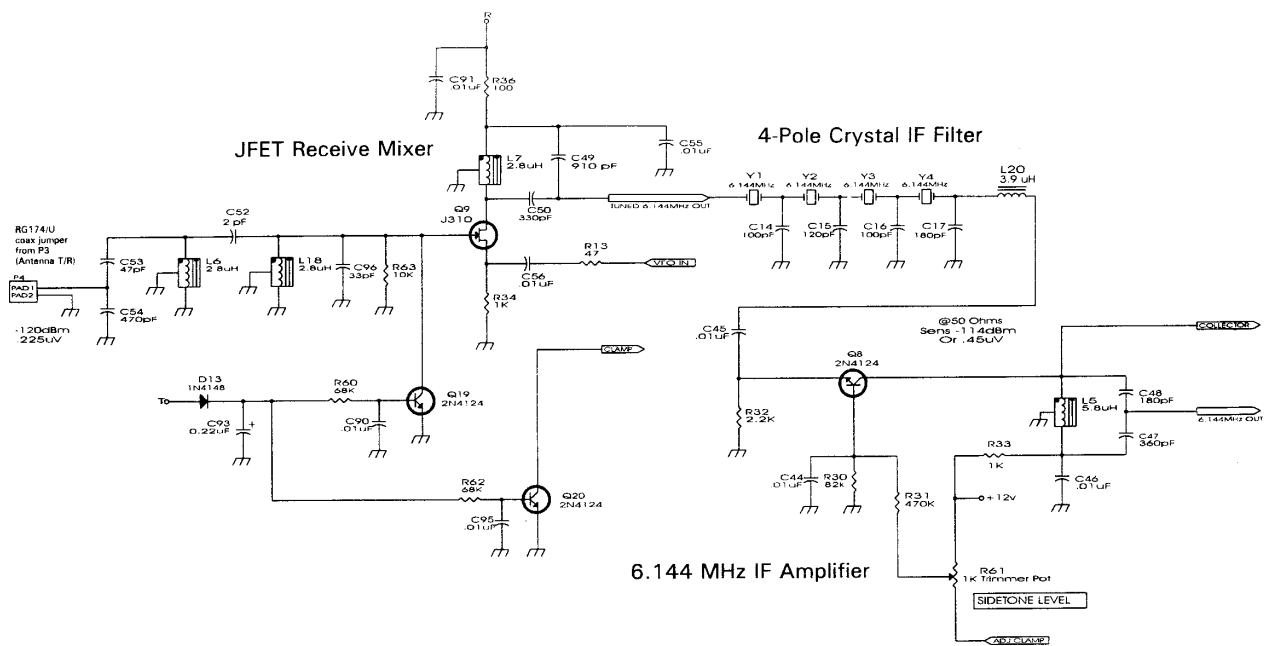 R
C91
.01uF
R36
100
JFET Receive Mixer
4-Pole Crystal IF Filter
L7
2.8uH
C49
910 pF
C55
.01uF
Y1
6.144MHz
Y2
6.144MHz
Y3
6.144MHz
Y4
6.144MHz
L20
3.9 uH
C50
330pF
TUNED 6.144MHz OUT
C14
100pF
C15
120pF
C16
100pF
C17
180pF
Q9
J310
C52
2 pF
RG174/U
coax jumper
from P3
(Antenna T/R)
P4
PAD1
PAD2
C53
47pF
C54
470pF
-120dBm
.225uV
L6
2.8uH
L18
2.8uH
C96
33pF
R63
10K
C56
.01uF
R13
47
VFO IN
R34
1K
@50 Ohms
Sens -114dBm
Or .45uV
C45
.01uF
Q8
2N4124
COLLECTOR
CLAMP
D13
1N4148
To
R60
68K
Q19
2N4124
C93
0.22uF
+
C90
.01uF
R32
2.2K
L5
5.8uH
C48
180pF
6.144MHz OUT
C47
360pF
R33
1K
C46
.01uF
R62
68K
Q20
2N4124
C95
.01uF
C44
.01uF
R30
82k
R31
470K
+12v
6.144 MHz IF Amplifier
R61
1K Trimmer Pot
SIDETONE LEVEL
ADJ CLAMP